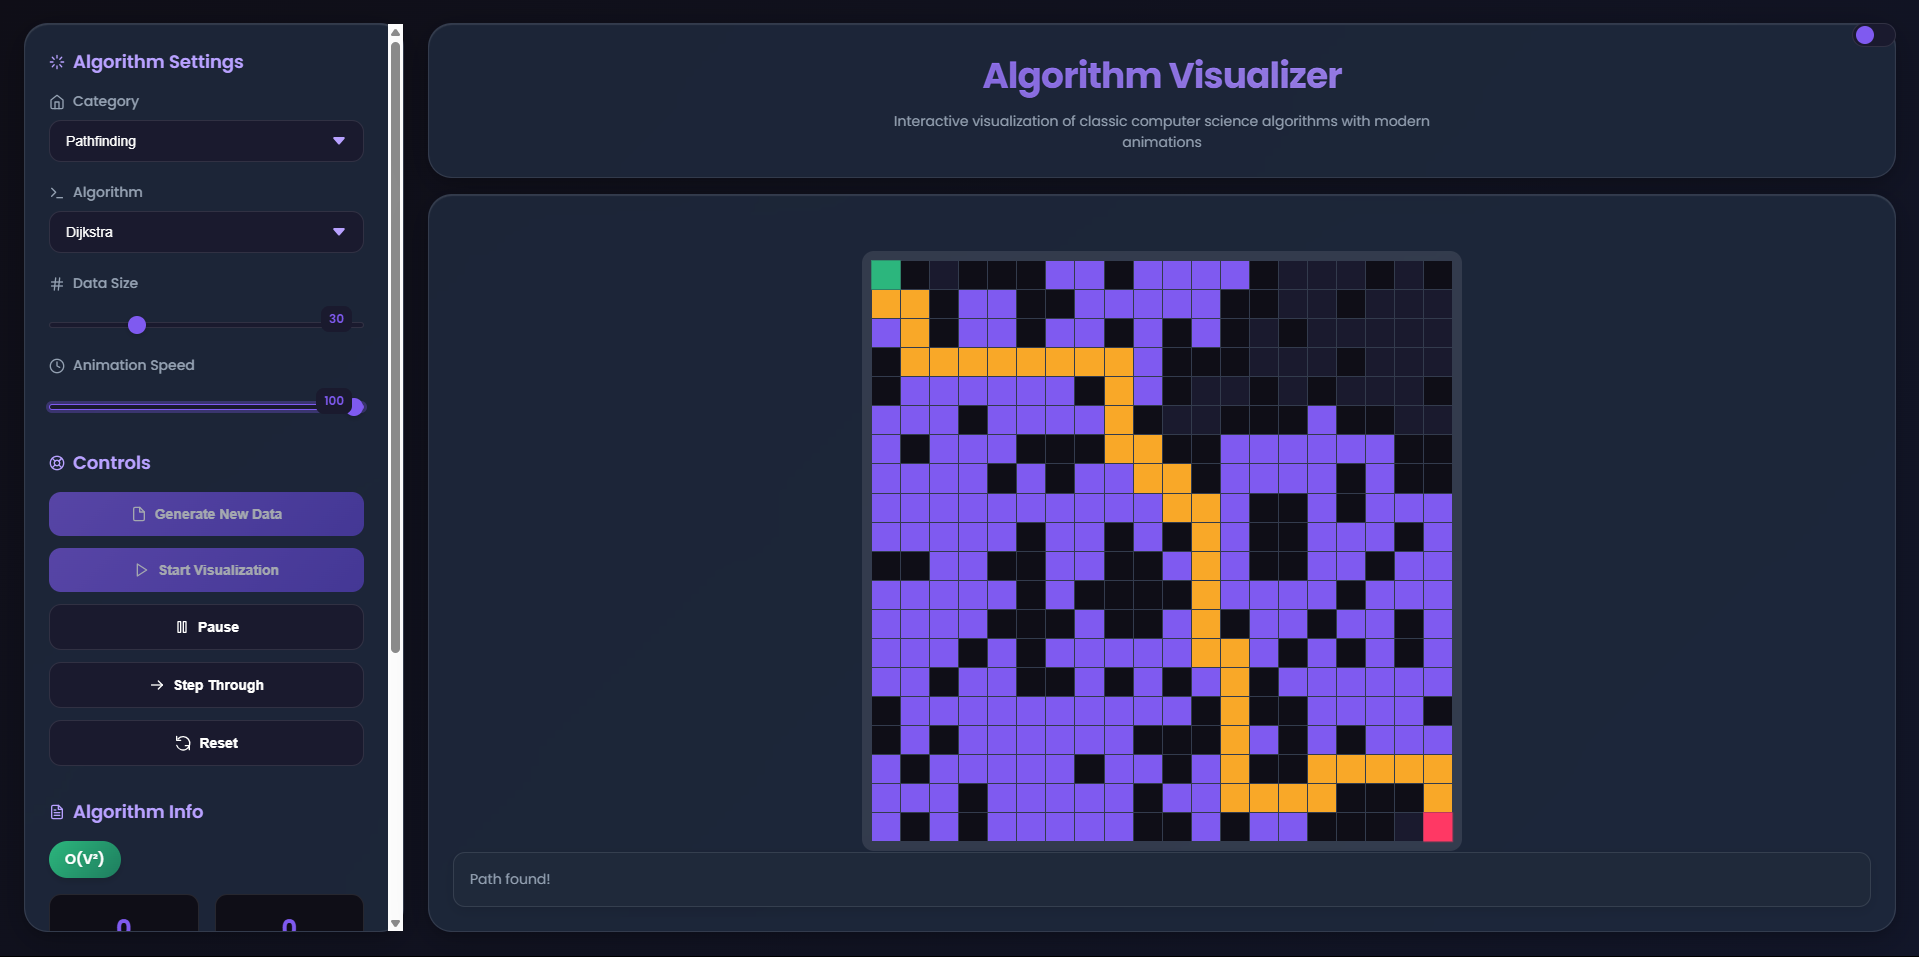 Algorithm Settings
Category
Pathfinding
Algorithm
Dijkstra
Data Size
30
Animation Speed
100
Controls
Generate New Data
Start Visualization
Pause
Step Through
Reset
Algorithm Info
O(V²)
0 0
Algorithm Visualizer
Interactive visualization of classic computer science algorithms with modern
animations
Path found!